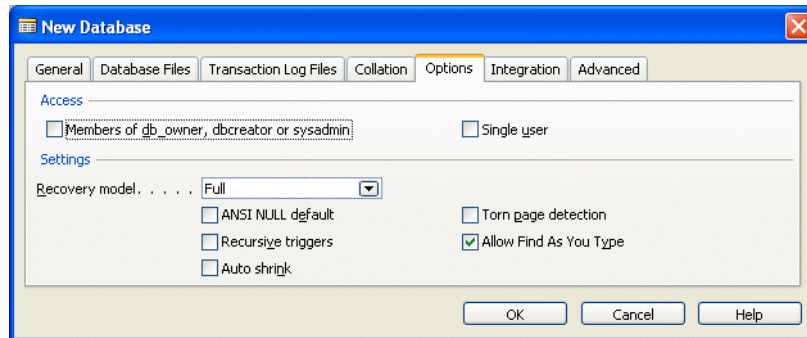 New Database
General Database Files Transaction Log Files Collation Options Integration Advanced
Access
Members of db_owner, dbcreator or sysadmin Single user
Settings
Recovery model. . . . . Full
ANSI NULL default Torn page detection
Recursive triggers Allow Find As You Type
Auto shrink
OK Cancel Help